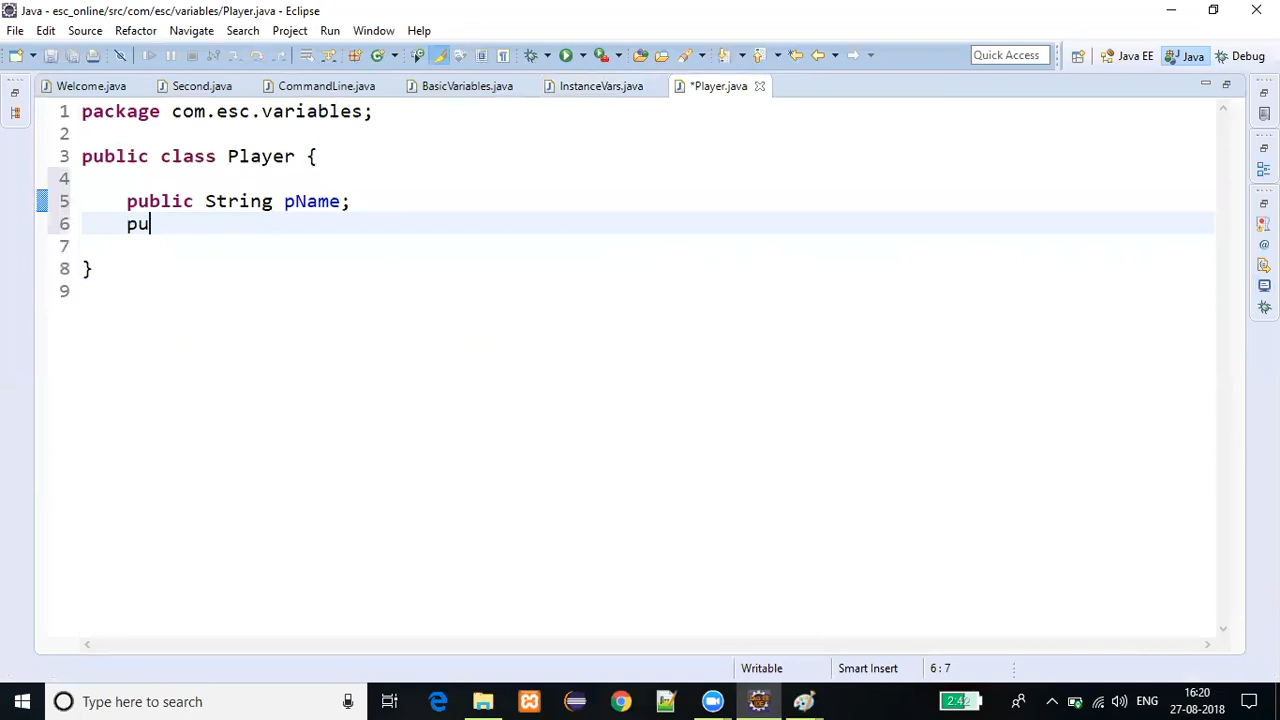 Java - esc_online/src/com/esc/variables/Player.java - Eclipse
File Edit Source Refactor Navigate Search Project Run Window Help
Quick Access Java EE Java Debug
Welcome.java Second.java CommandLine.java BasicVariables.java InstanceVars.java *Player.java
1 package com.esc.variables;
2
3 public class Player {
4
5 public String pName;
6 pu
7
8 }
9
Writable Smart Insert 6 : 7
Type here to search 2:42 ENG 16:20
27-08-2018